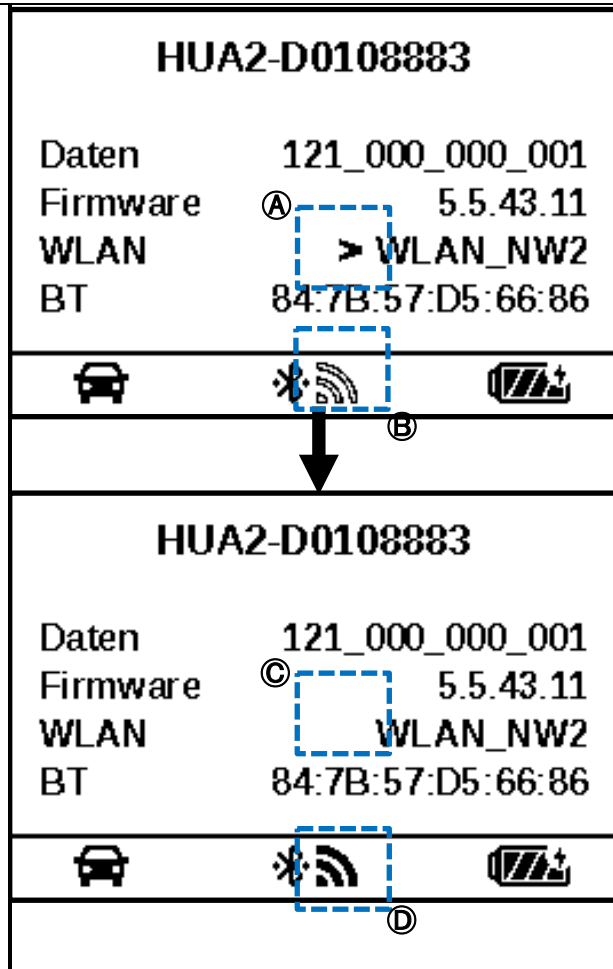 HUA2-D0108883
Daten 121_000_000_001
Firmware 5.5.43.11
Ⓐ
WLAN > WLAN_NW2
BT 84:7B:57:D5:66:86
Ⓑ
HUA2-D0108883
Daten 121_000_000_001
Firmware 5.5.43.11
Ⓒ
WLAN WLAN_NW2
BT 84:7B:57:D5:66:86
Ⓓ